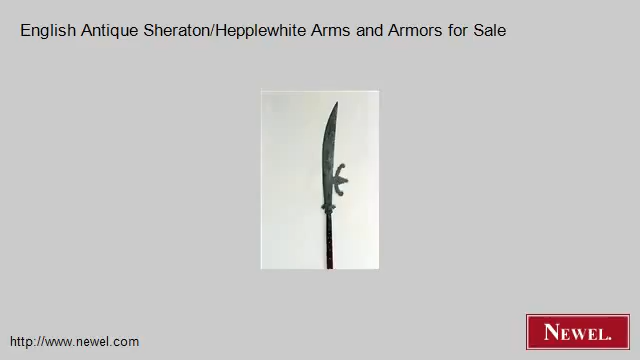 English Antique Sheraton/Hepplewhite Arms and Armors for Sale
NEWEL.
http://www.newel.com